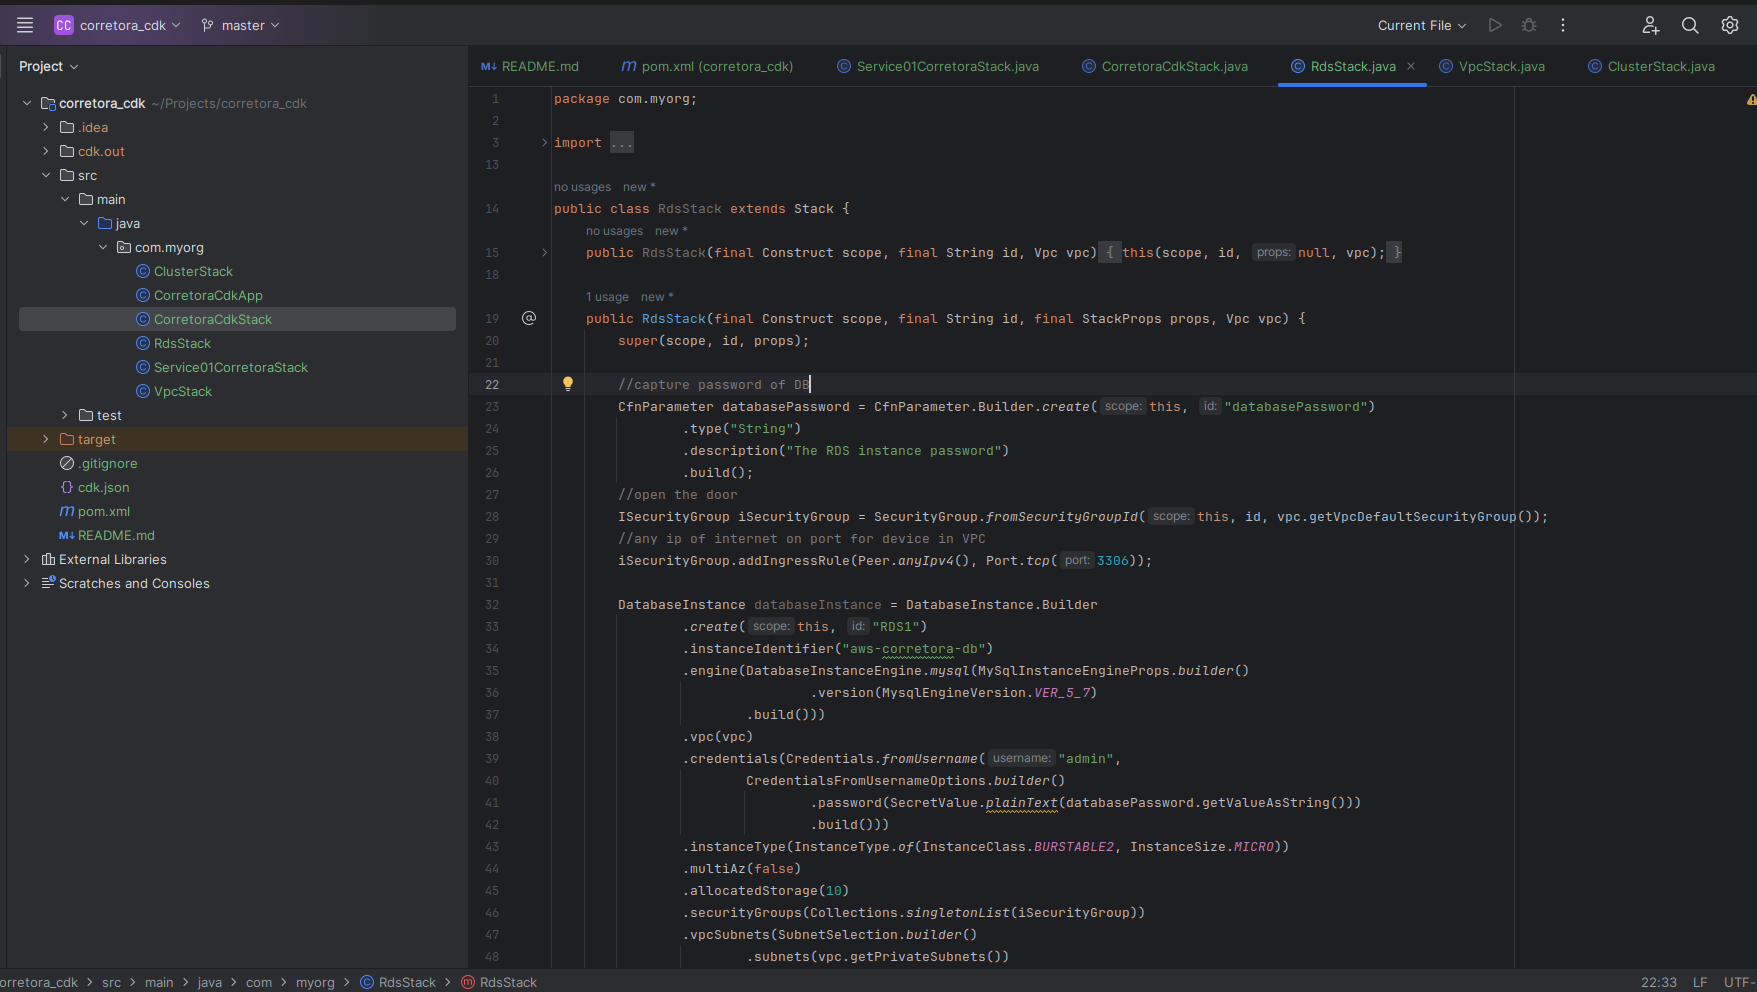 CC corretora_cdk master Current File
Project
README.md pom.xml (corretora_cdk) Service01CorretoraStack.java CorretoraCdkStack.java RdsStack.java VpcStack.java ClusterStack.java
corretora_cdk ~/Projects/corretora_cdk
.idea
cdk.out
src
main
java
com.myorg
ClusterStack
CorretoraCdkApp
CorretoraCdkStack
RdsStack
Service01CorretoraStack
VpcStack
test
target
.gitignore
cdk.json
pom.xml
README.md
External Libraries
Scratches and Consoles
1 package com.myorg;
2
3 import ...
13
no usages new *
14 public class RdsStack extends Stack {
no usages new *
15 public RdsStack(final Construct scope, final String id, Vpc vpc) { this(scope, id, props: null, vpc); }
18
1 usage new *
19 @ public RdsStack(final Construct scope, final String id, final StackProps props, Vpc vpc) {
20 super(scope, id, props);
21
22 //capture password of DB
23 CfnParameter databasePassword = CfnParameter.Builder.create( scope: this, id: "databasePassword")
24 .type("String")
25 .description("The RDS instance password")
26 .build();
27 //open the door
28 ISecurityGroup iSecurityGroup = SecurityGroup.fromSecurityGroupId( scope: this, id, vpc.getVpcDefaultSecurityGroup());
29 //any ip of internet on port for device in VPC
30 iSecurityGroup.addIngressRule(Peer.anyIpv4(), Port.tcp( port: 3306));
31
32 DatabaseInstance databaseInstance = DatabaseInstance.Builder
33 .create( scope: this, id: "RDS1")
34 .instanceIdentifier("aws-corretora-db")
35 .engine(DatabaseInstanceEngine.mysql(MySqlInstanceEngineProps.builder()
36 .version(MysqlEngineVersion.VER_5_7)
37 .build()))
38 .vpc(vpc)
39 .credentials(Credentials.fromUsername( username: "admin",
40 CredentialsFromUsernameOptions.builder()
41 .password(SecretValue.plainText(databasePassword.getValueAsString()))
42 .build()))
43 .instanceType(InstanceType.of(InstanceClass.BURSTABLE2, InstanceSize.MICRO))
44 .multiAz(false)
45 .allocatedStorage(10)
46 .securityGroups(Collections.singletonList(iSecurityGroup))
47 .vpcSubnets(SubnetSelection.builder()
48 .subnets(vpc.getPrivateSubnets())
orretora_cdk > src > main > java > com > myorg > RdsStack > RdsStack 22:33 LF UTF-